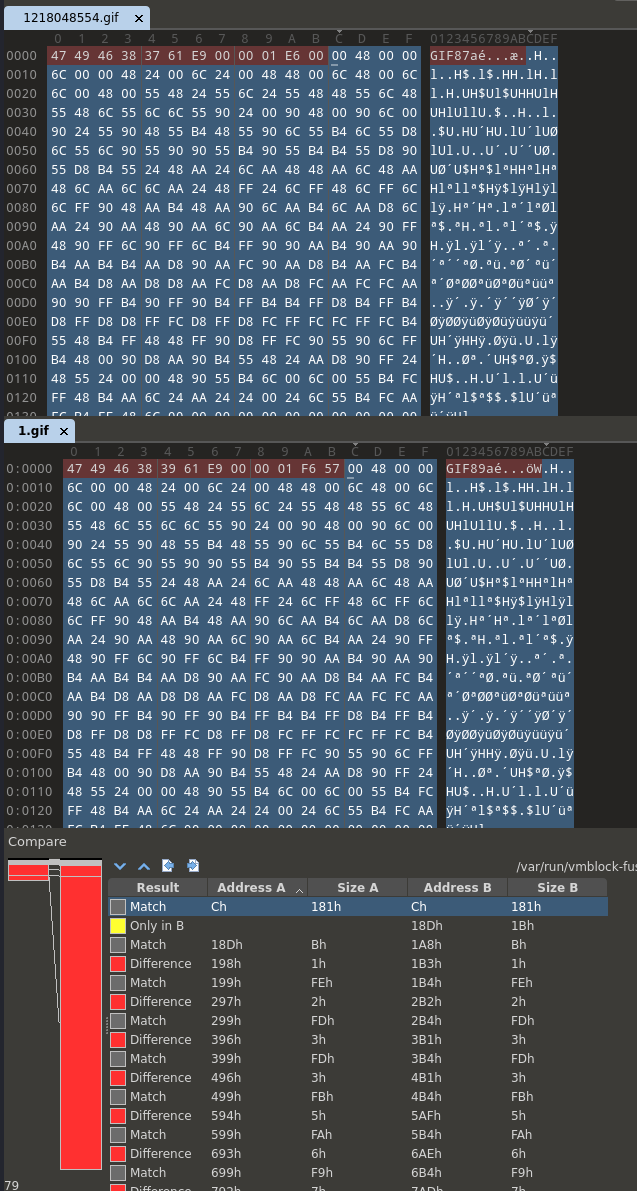 1218048554.gif ×
0 1 2 3 4 5 6 7 8 9 A B C D E F 0123456789ABCDEF
0000 47 49 46 38 37 61 E9 00 00 01 E6 00 00 48 00 00 GIF87aé...æ..H..
0010 6C 00 00 48 24 00 6C 24 00 48 48 00 6C 48 00 6C l..H$.l$.HH.lH.l
0020 6C 00 48 00 55 48 24 55 6C 24 55 48 48 55 6C 48 l.H.UH$Ul$UHHUlH
0030 55 48 6C 55 6C 6C 55 90 24 00 90 48 00 90 6C 00 UHlUllU.$..H..l.
0040 90 24 55 90 48 55 B4 48 55 90 6C 55 B4 6C 55 D8 .$U.HU´HU.lU´lUØ
0050 6C 55 6C 90 55 90 90 55 B4 90 55 B4 B4 55 D8 90 lUl.U..U´.U´´UØ.
0060 55 D8 B4 55 24 48 AA 24 6C AA 48 48 AA 6C 48 AA UØ´U$Hª$lªHHªlHª
0070 48 6C AA 6C 6C AA 24 48 FF 24 6C FF 48 6C FF 6C Hlªllª$Hÿ$lÿHlÿl
0080 6C FF 90 48 AA B4 48 AA 90 6C AA B4 6C AA D8 6C lÿ.Hª´Hª.lª´lªØl
0090 AA 24 90 AA 48 90 AA 6C 90 AA 6C B4 AA 24 90 FF ª$.ªH.ªl.ªl´ª$.ÿ
00A0 48 90 FF 6C 90 FF 6C B4 FF 90 90 AA B4 90 AA 90 H.ÿl.ÿl´ÿ..ª´.ª.
00B0 B4 AA B4 B4 AA D8 90 AA FC 90 AA D8 B4 AA FC B4 ´ª´´ªØ.ªü.ªØ´ªü´
00C0 AA B4 D8 AA D8 D8 AA FC D8 AA D8 FC AA FC FC AA ª´ØªØØªüØªØüªüüª
00D0 90 90 FF B4 90 FF 90 B4 FF B4 B4 FF D8 B4 FF B4 ..ÿ´.ÿ.´ÿ´´ÿØ´ÿ´
00E0 D8 FF D8 D8 FF FC D8 FF D8 FC FF FC FC FF FC B4 ØÿØØÿüØÿØüÿüüÿü´
00F0 55 48 B4 FF 48 48 FF 90 D8 FF FC 90 55 90 6C FF UH´ÿHHÿ.Øÿü.U.lÿ
0100 B4 48 00 90 D8 AA 90 B4 55 48 24 AA D8 90 FF 24 ´H..Øª.´UH$ªØ.ÿ$
0110 48 55 24 00 00 48 90 55 B4 6C 00 6C 00 55 B4 FC HU$..H.U´l.l.U´ü
0120 FF 48 B4 AA 6C 24 AA 24 24 00 24 6C 55 B4 FC AA ÿH´ªl$ª$$.$lU´üª
1.gif ×
0 1 2 3 4 5 6 7 8 9 A B C D E F 0123456789ABCDEF
0:0000 47 49 46 38 39 61 E9 00 00 01 F6 57 00 48 00 00 GIF89aé...öW.H..
0:0010 6C 00 00 48 24 00 6C 24 00 48 48 00 6C 48 00 6C l..H$.l$.HH.lH.l
0:0020 6C 00 48 00 55 48 24 55 6C 24 55 48 48 55 6C 48 l.H.UH$Ul$UHHUlH
0:0030 55 48 6C 55 6C 6C 55 90 24 00 90 48 00 90 6C 00 UHlUllU.$..H..l.
0:0040 90 24 55 90 48 55 B4 48 55 90 6C 55 B4 6C 55 D8 .$U.HU´HU.lU´lUØ
0:0050 6C 55 6C 90 55 90 90 55 B4 90 55 B4 B4 55 D8 90 lUl.U..U´.U´´UØ.
0:0060 55 D8 B4 55 24 48 AA 24 6C AA 48 48 AA 6C 48 AA UØ´U$Hª$lªHHªlHª
0:0070 48 6C AA 6C 6C AA 24 48 FF 24 6C FF 48 6C FF 6C Hlªllª$Hÿ$lÿHlÿl
0:0080 6C FF 90 48 AA B4 48 AA 90 6C AA B4 6C AA D8 6C lÿ.Hª´Hª.lª´lªØl
0:0090 AA 24 90 AA 48 90 AA 6C 90 AA 6C B4 AA 24 90 FF ª$.ªH.ªl.ªl´ª$.ÿ
0:00A0 48 90 FF 6C 90 FF 6C B4 FF 90 90 AA B4 90 AA 90 H.ÿl.ÿl´ÿ..ª´.ª.
0:00B0 B4 AA B4 B4 AA D8 90 AA FC 90 AA D8 B4 AA FC B4 ´ª´´ªØ.ªü.ªØ´ªü´
0:00C0 AA B4 D8 AA D8 D8 AA FC D8 AA D8 FC AA FC FC AA ª´ØªØØªüØªØüªüüª
0:00D0 90 90 FF B4 90 FF 90 B4 FF B4 B4 FF D8 B4 FF B4 ..ÿ´.ÿ.´ÿ´´ÿØ´ÿ´
0:00E0 D8 FF D8 D8 FF FC D8 FF D8 FC FF FC FC FF FC B4 ØÿØØÿüØÿØüÿüüÿü´
0:00F0 55 48 B4 FF 48 48 FF 90 D8 FF FC 90 55 90 6C FF UH´ÿHHÿ.Øÿü.U.lÿ
0:0100 B4 48 00 90 D8 AA 90 B4 55 48 24 AA D8 90 FF 24 ´H..Øª.´UH$ªØ.ÿ$
0:0110 48 55 24 00 00 48 90 55 B4 6C 00 6C 00 55 B4 FC HU$..H.U´l.l.U´ü
0:0120 FF 48 B4 AA 6C 24 AA 24 24 00 24 6C 55 B4 FC AA ÿH´ªl$ª$$.$lU´üª
Compare
/var/run/vmblock-fus
Result Address A Size A Address B Size B
Match Ch 181h Ch 181h
Only in B 18Dh 1Bh
Match 18Dh Bh 1A8h Bh
Difference 198h 1h 1B3h 1h
Match 199h FEh 1B4h FEh
Difference 297h 2h 2B2h 2h
Match 299h FDh 2B4h FDh
Difference 396h 3h 3B1h 3h
Match 399h FDh 3B4h FDh
Difference 496h 3h 4B1h 3h
Match 499h FBh 4B4h FBh
Difference 594h 5h 5AFh 5h
Match 599h FAh 5B4h FAh
Difference 693h 6h 6AEh 6h
Match 699h F9h 6B4h F9h
Difference 792h 7h 7ADh 7h
79